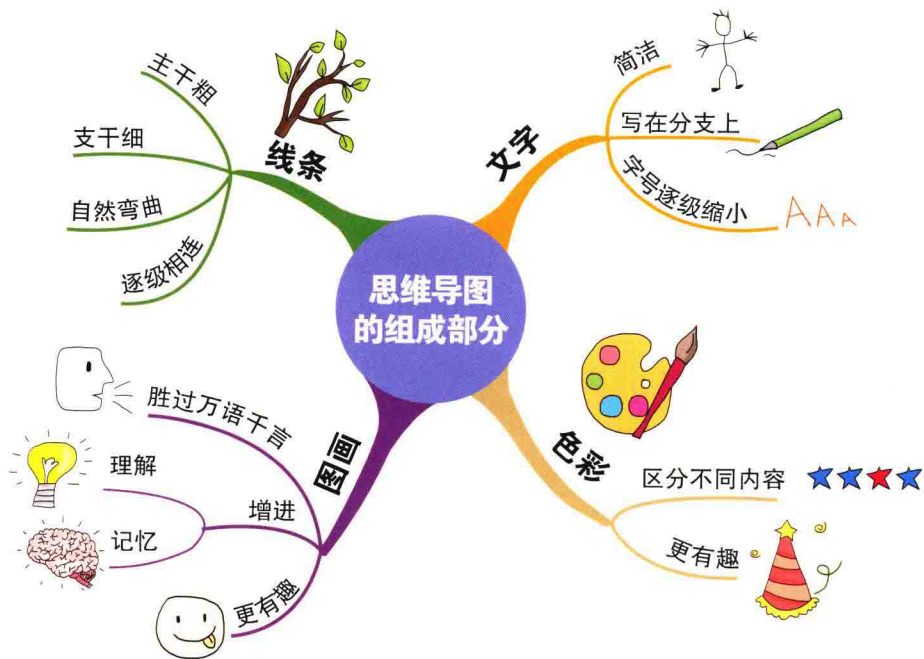 思维导图
的组成部分
文字
简洁
写在分支上
字号逐级缩小
AAA
色彩
区分不同内容
更有趣
图画
胜过万语千言
增进
理解
记忆
更有趣
线条
主干粗
支干细
自然弯曲
逐级相连